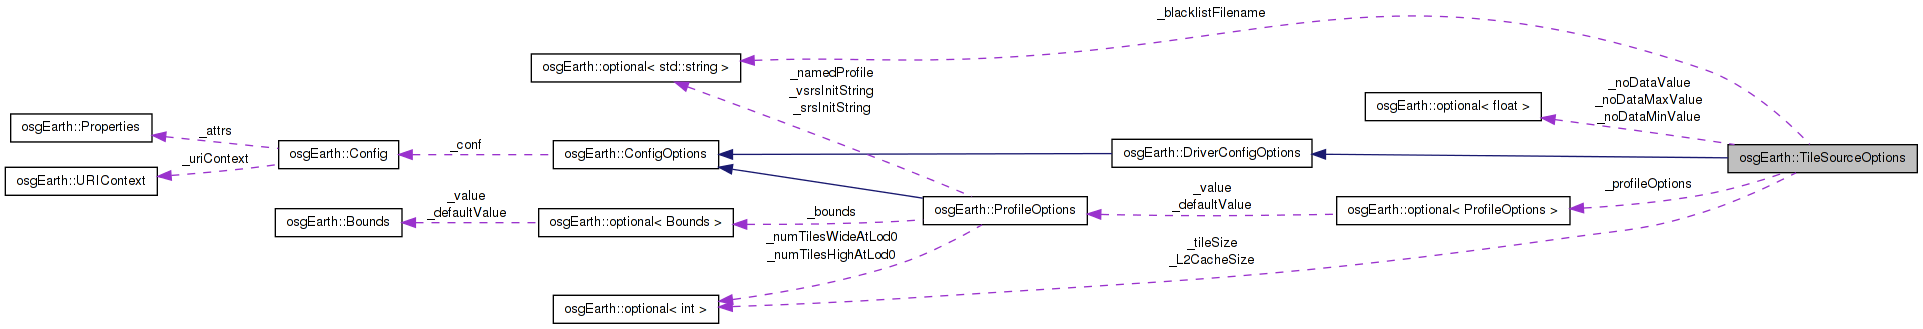 _blacklistFilename
osgEarth::optional< std::string >
_namedProfile
_vsrsInitString
_srsInitString
_noDataValue
_noDataMaxValue
_noDataMinValue
osgEarth::optional< float >
osgEarth::Properties
_attrs
_uriContext
osgEarth::Config
_conf
osgEarth::ConfigOptions
osgEarth::DriverConfigOptions
osgEarth::TileSourceOptions
osgEarth::URIContext
_value
_defaultValue
_profileOptions
osgEarth::Bounds
_value
_defaultValue
osgEarth::optional< Bounds >
_bounds
osgEarth::ProfileOptions
osgEarth::optional< ProfileOptions >
_numTilesWideAtLod0
_numTilesHighAtLod0
_tileSize
_L2CacheSize
osgEarth::optional< int >